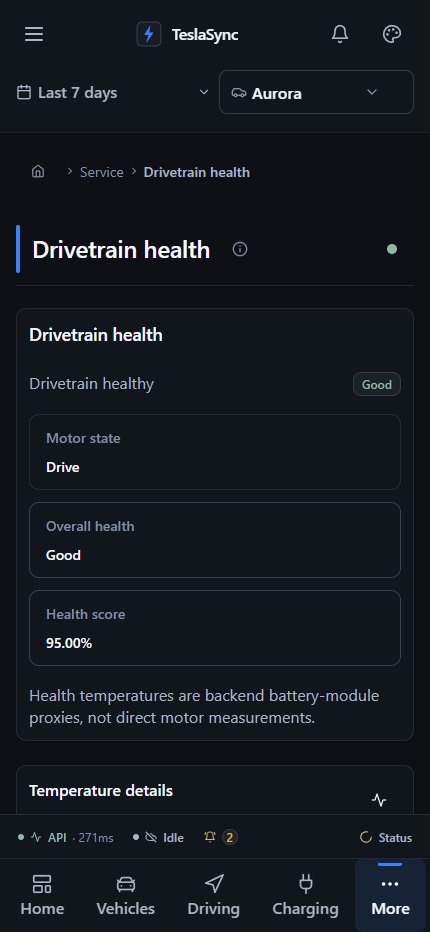 TeslaSync
Last 7 days
Aurora
Service
Drivetrain health
Drivetrain health
Drivetrain health
Drivetrain healthy
Good
Motor state
Drive
Overall health
Good
Health score
95.00%
Health temperatures are backend battery-module
proxies, not direct motor measurements.
Temperature details
API · 271ms
Idle
2
Status
Home
Vehicles
Driving
Charging
More